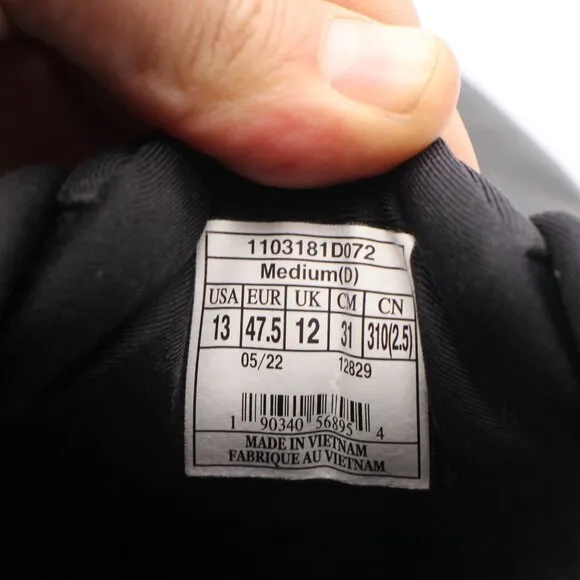 1103181D072
Medium(D)
USA EUR UK CM CN
13 47.5 12 31 310(2.5)
05/22 12829
1 90340 56895 4
MADE IN VIETNAM
FABRIQUE AU VIETNAM